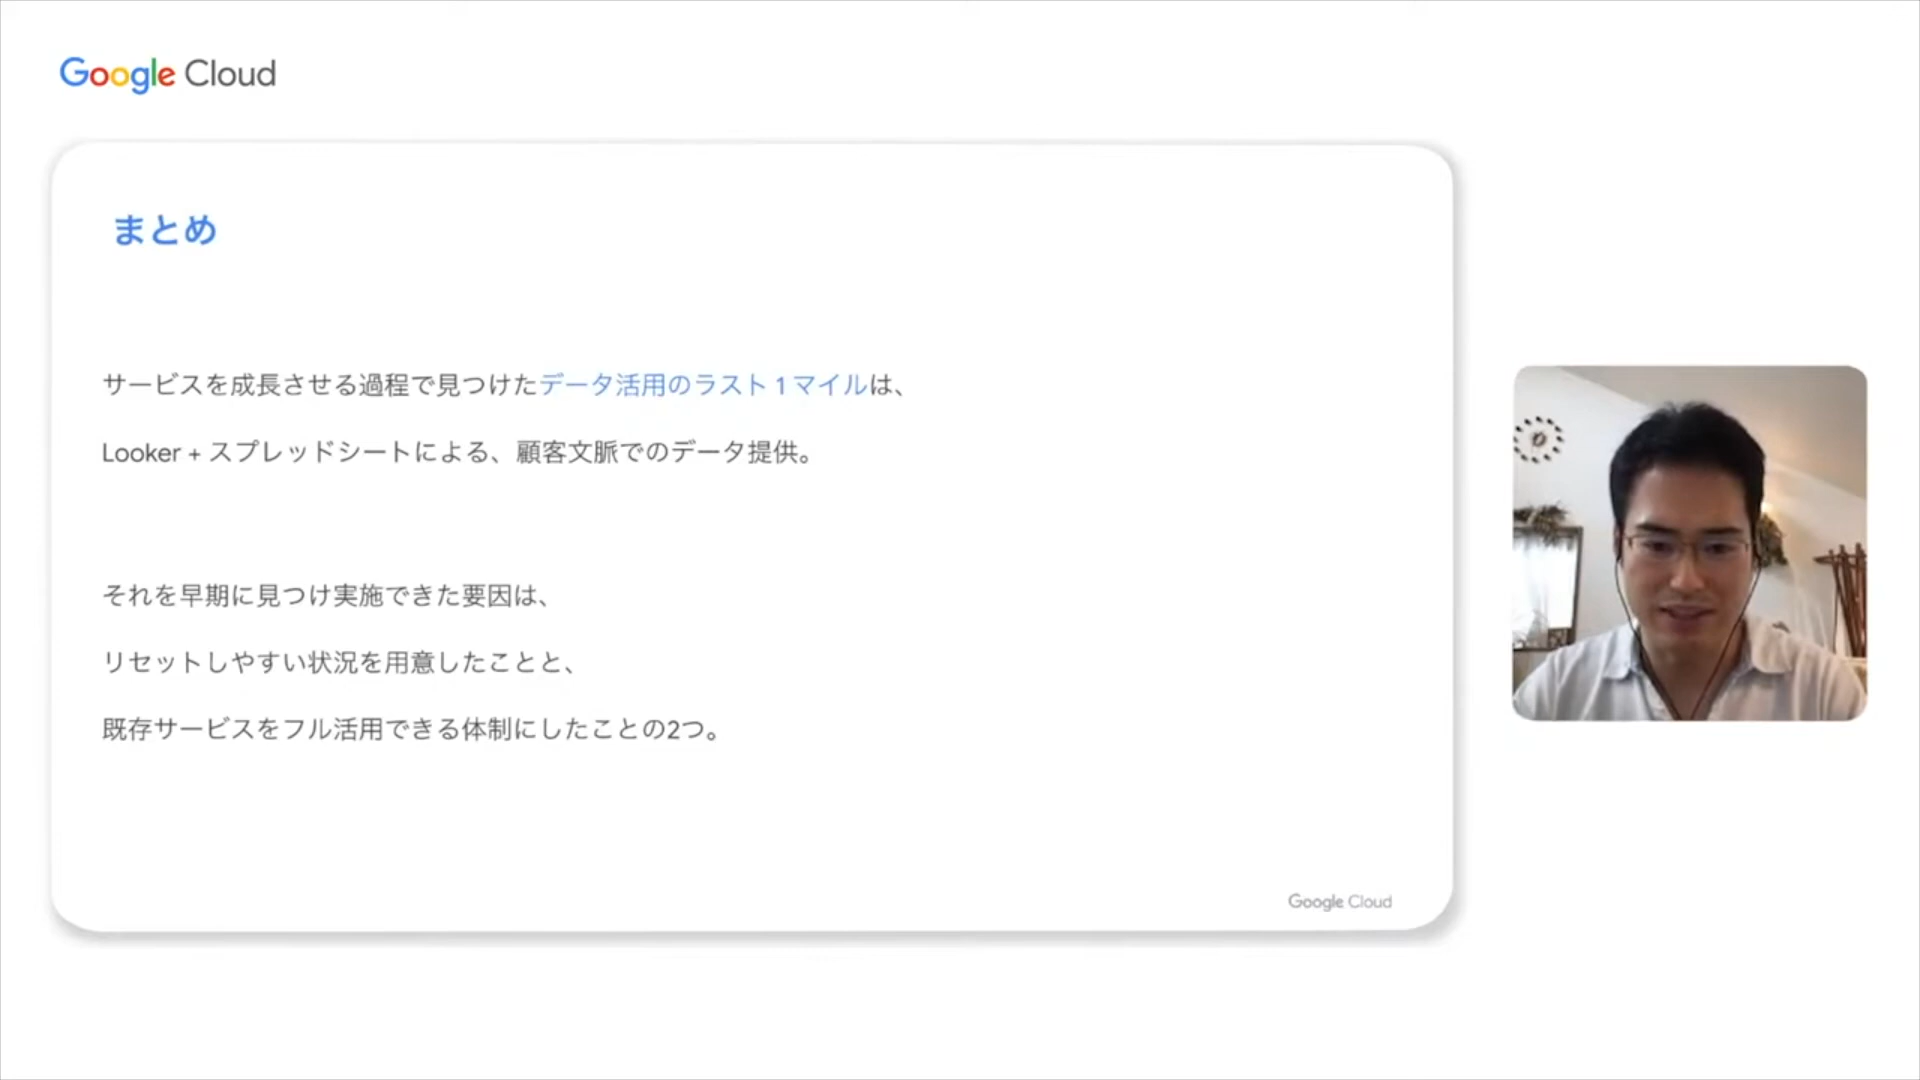 Google Cloud
まとめ
サービスを成長させる過程で見つけたデータ活用のラスト1マイルは、
Looker + スプレッドシートによる、顧客文脈でのデータ提供。
それを早期に見つけ実施できた要因は、
リセットしやすい状況を用意したことと、
既存サービスをフル活用できる体制にしたことの2つ。
Google Cloud